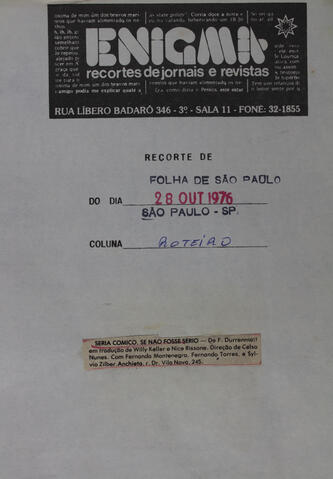 ENIGMA
recortes de jornais e revistas
RUA LÍBERO BADARÓ 346 - 3º - SALA 11 - FONE: 32-1855
RECORTE DE
FOLHA DE SÃO PAULO
DO DIA 28 OUT 1976
SÃO PAULO - SP.
COLUNA ROTEIRO
SERIA COMICO, SE NÃO FOSSE SERIO — De F. Durrenmatt
em tradução de Willy Keller e Nice Rissone. Direção de Celso
Nunes. Com Fernanda Montenegro, Fernando Torres, e Syl-
vio Zilber. Anchieta, r. Dr. Vila Nova, 245.